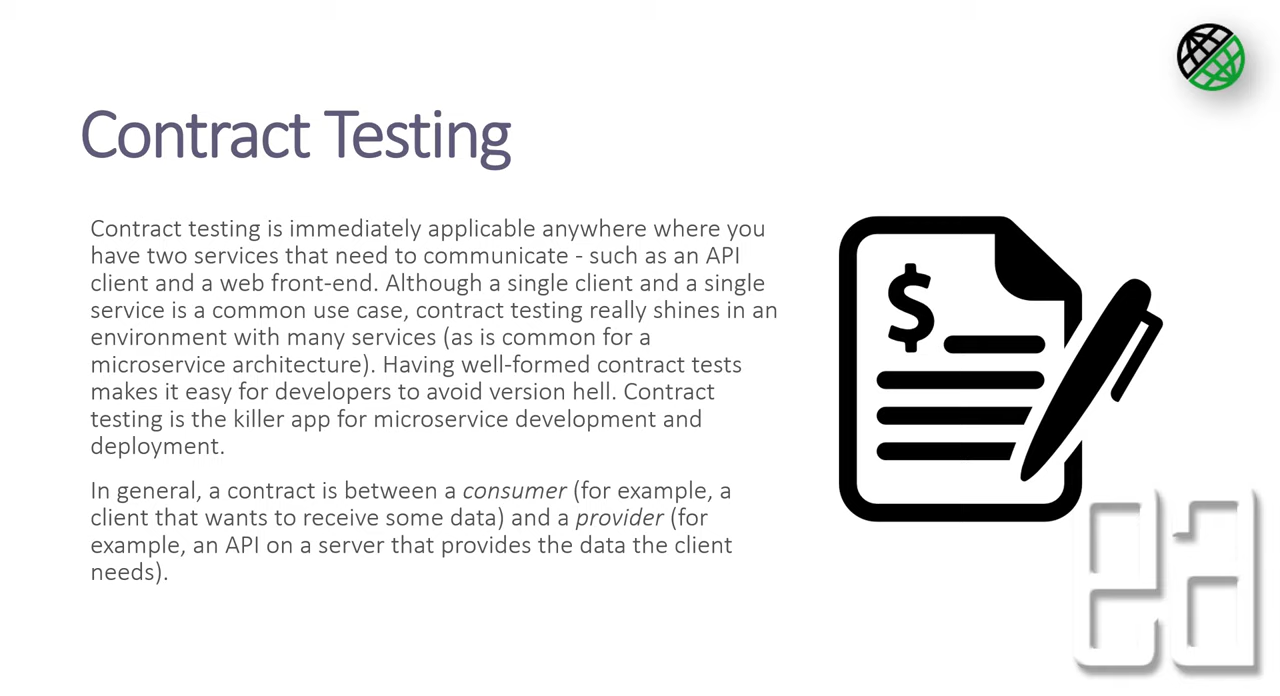 Contract Testing
Contract testing is immediately applicable anywhere where you
have two services that need to communicate - such as an API
client and a web front-end. Although a single client and a single
service is a common use case, contract testing really shines in an
environment with many services (as is common for a
microservice architecture). Having well-formed contract tests
makes it easy for developers to avoid version hell. Contract
testing is the killer app for microservice development and
deployment.
In general, a contract is between a consumer (for example, a
client that wants to receive some data) and a provider (for
example, an API on a server that provides the data the client
needs).
$
ea